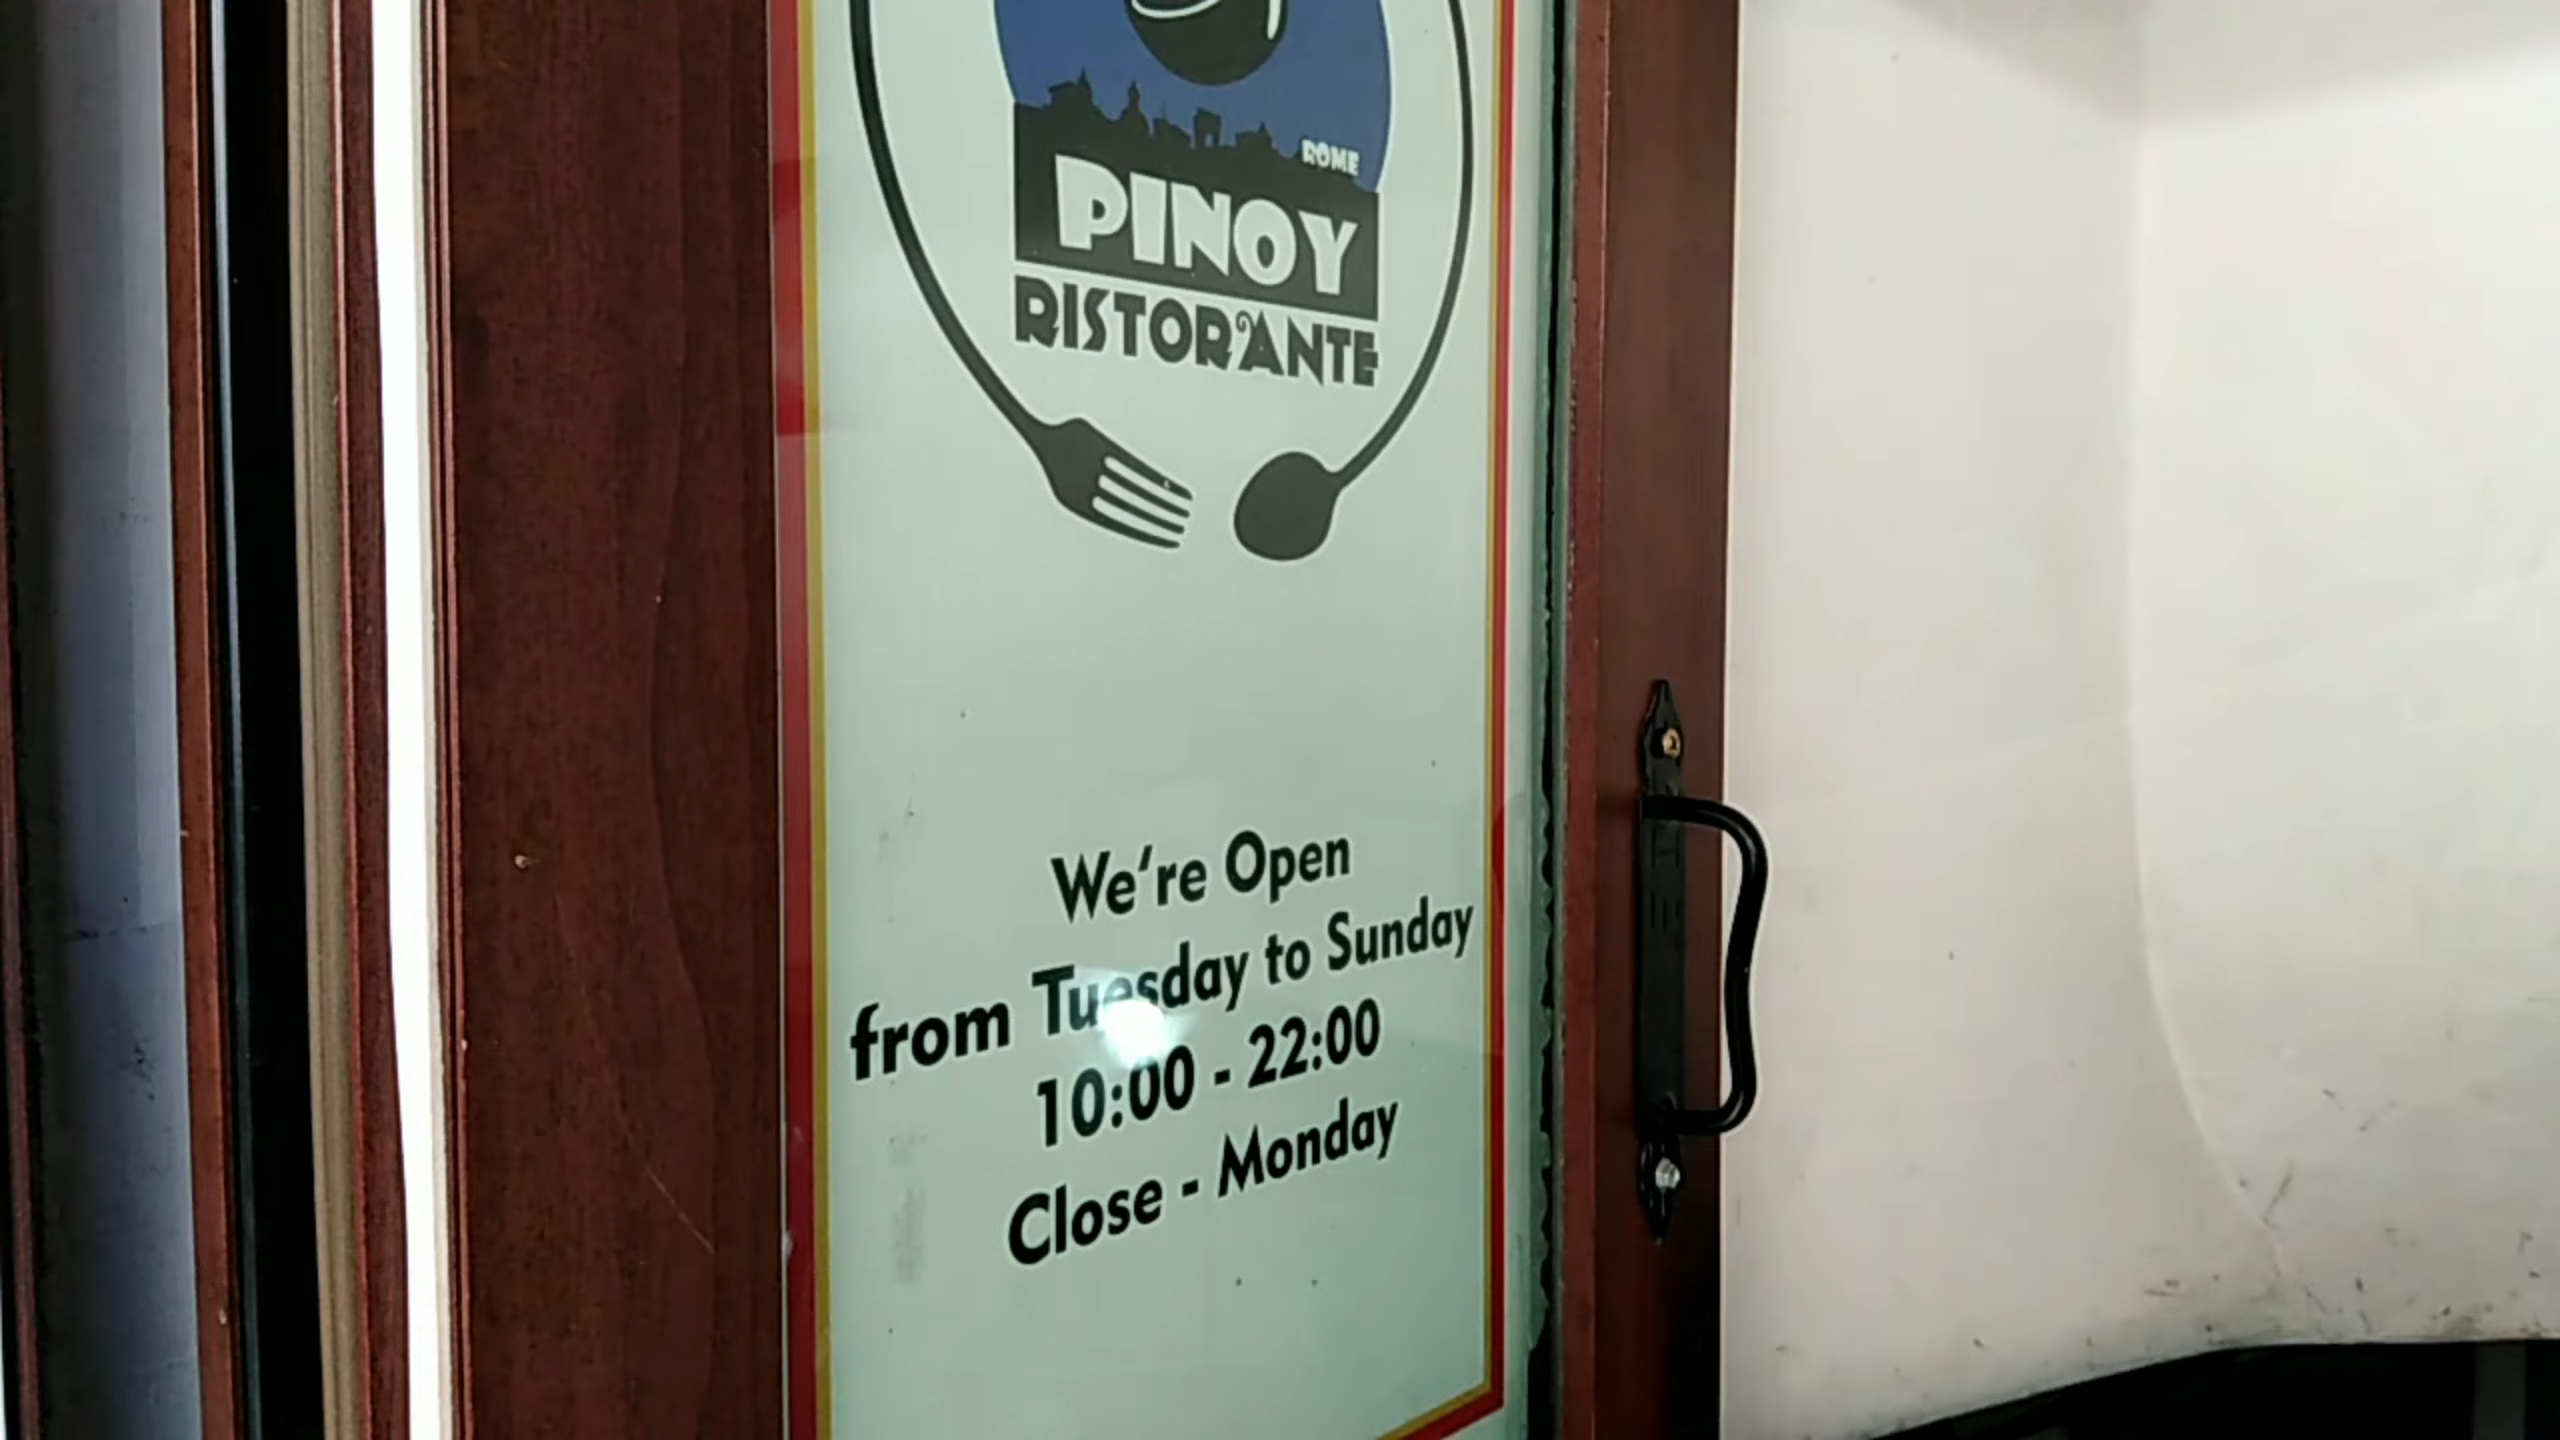 ROME
PINOY
RISTORANTE
We're Open
from Tuesday to Sunday
10:00 - 22:00
Close - Monday